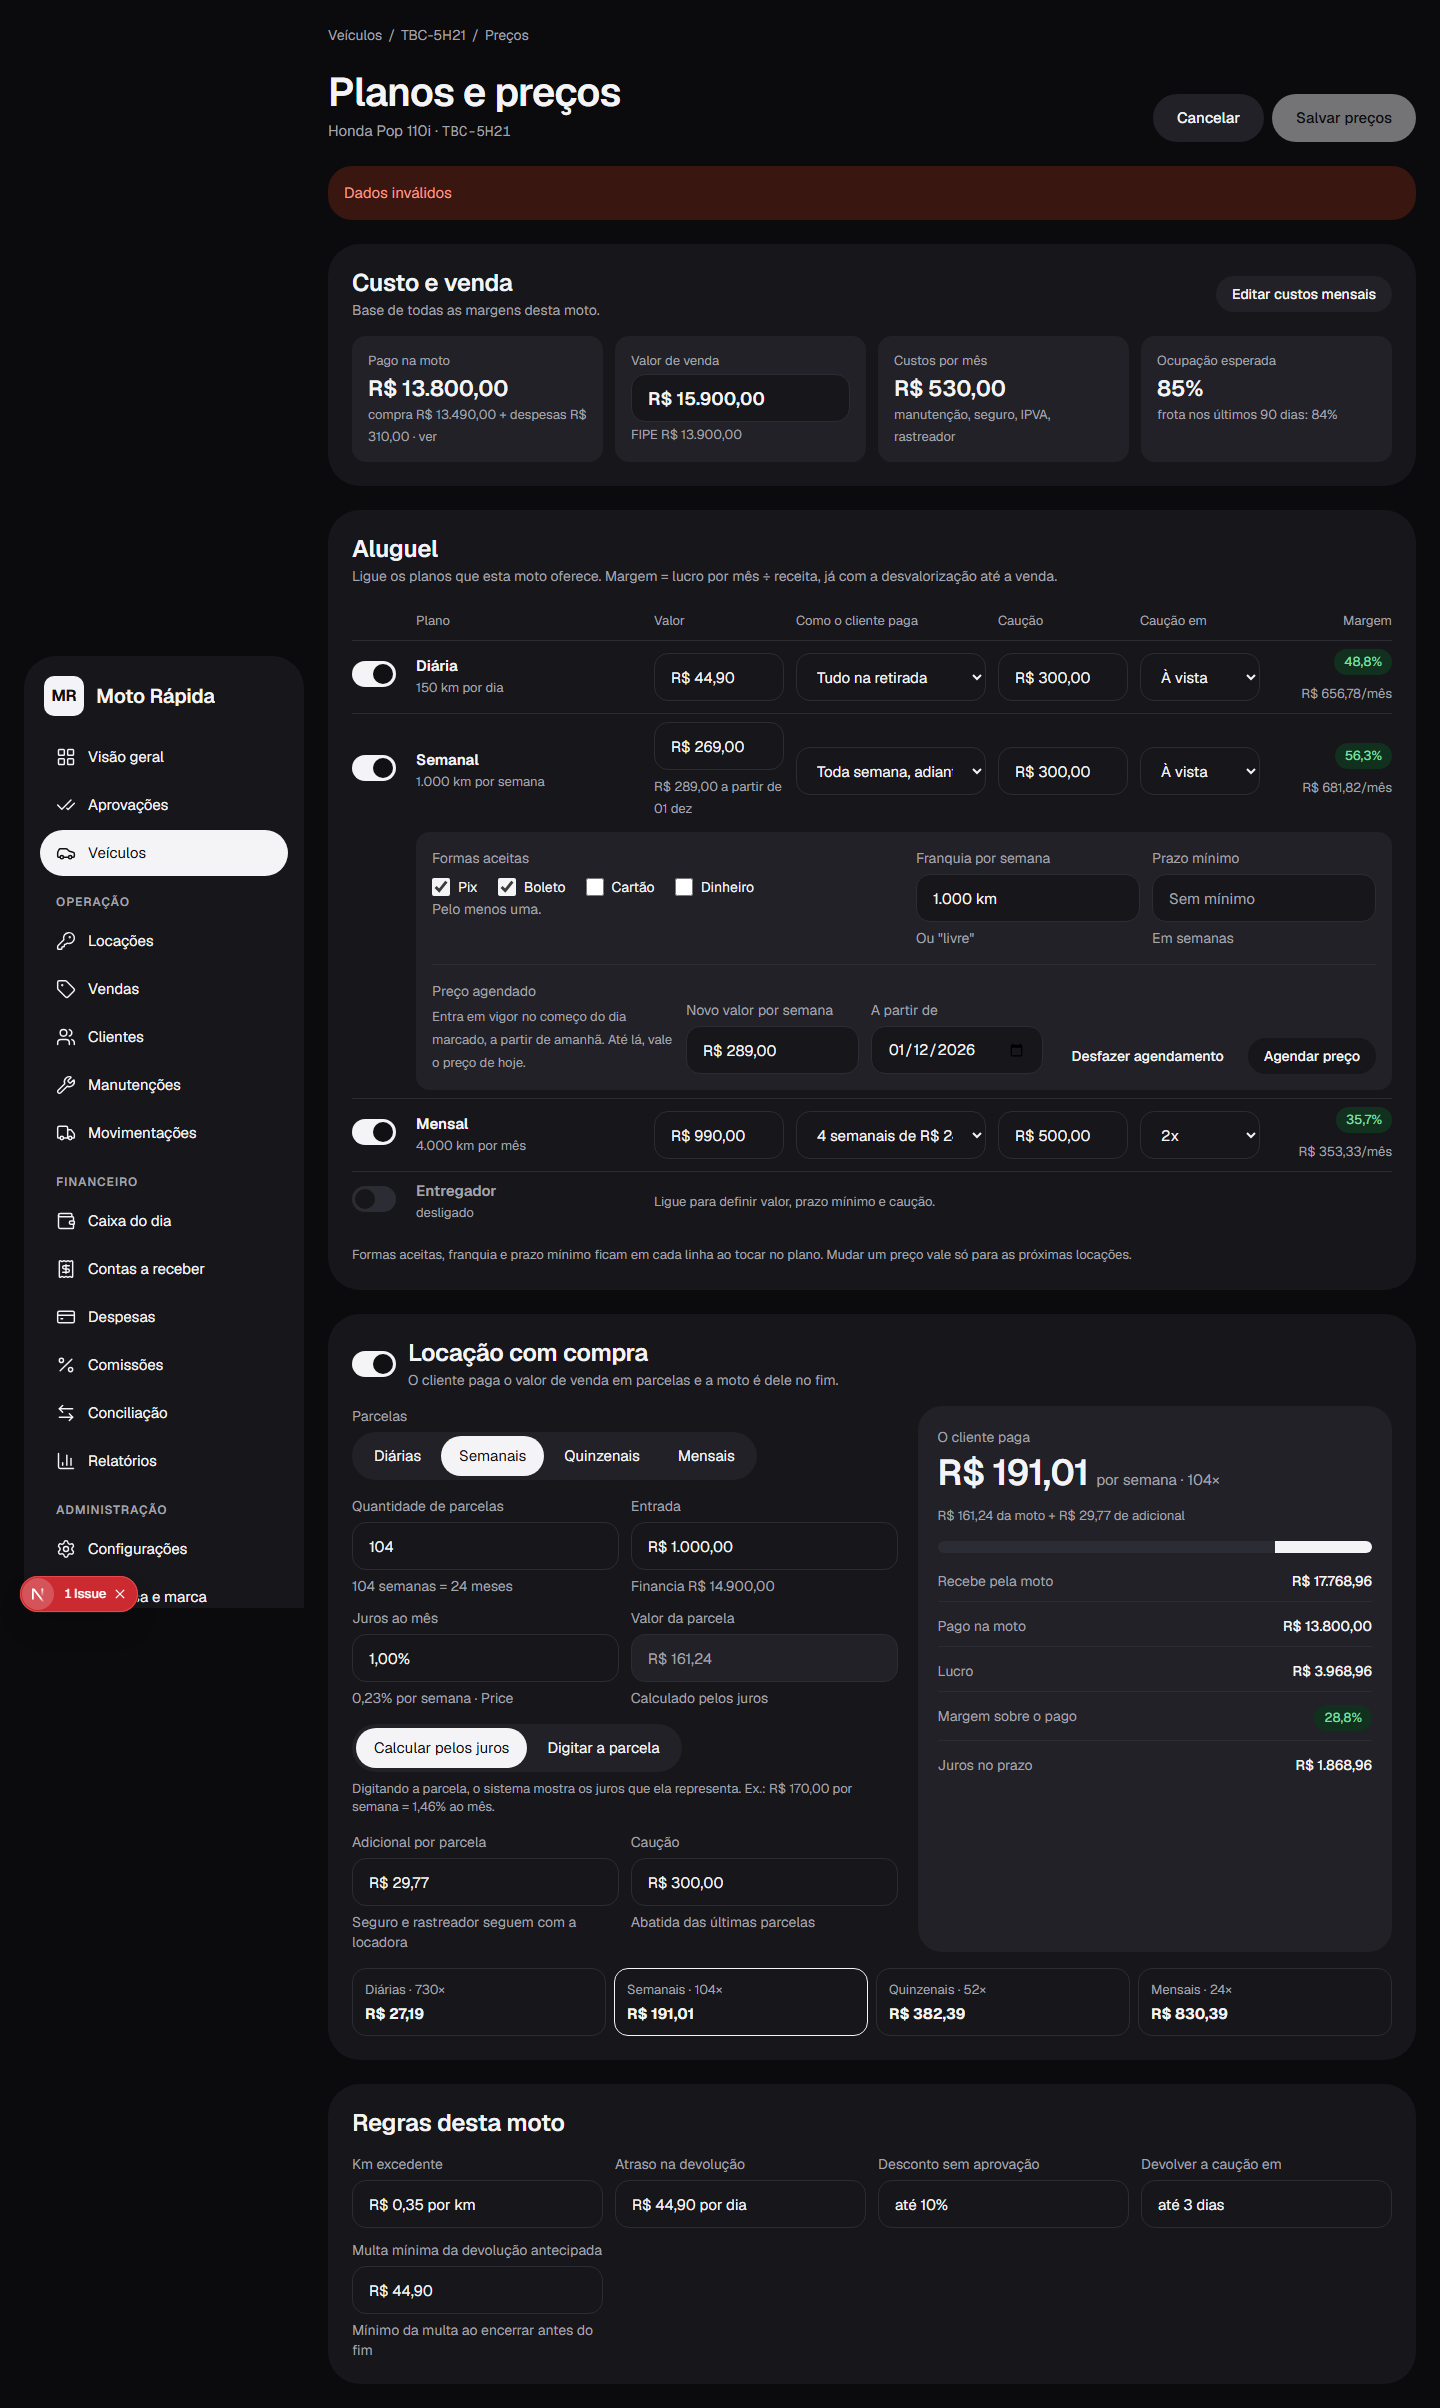 Veículos / TBC-5H21 / Preços
Planos e preços
Honda Pop 110i · TBC-5H21
Cancelar
Salvar preços
Dados inválidos
Custo e venda
Base de todas as margens desta moto.
Editar custos mensais
Pago na moto
R$ 13.800,00
compra R$ 13.490,00 + despesas R$
310,00 · ver
Valor de venda
R$ 15.900,00
FIPE R$ 13.900,00
Custos por mês
R$ 530,00
manutenção, seguro, IPVA,
rastreador
Ocupação esperada
85%
frota nos últimos 90 dias: 84%
Aluguel
Ligue os planos que esta moto oferece. Margem = lucro por mês ÷ receita, já com a desvalorização até a venda.
Plano Valor Como o cliente paga Caução Caução em Margem
Diária
150 km por dia
R$ 44,90
Tudo na retirada
R$ 300,00
À vista
48,8%
R$ 656,78/mês
Semanal
1.000 km por semana
R$ 269,00
R$ 289,00 a partir de
01 dez
Toda semana, adian
R$ 300,00
À vista
56,3%
R$ 681,82/mês
Formas aceitas
Pix Boleto Cartão Dinheiro
Pelo menos uma.
Franquia por semana
1.000 km
Ou "livre"
Prazo mínimo
Sem mínimo
Em semanas
Preço agendado
Entra em vigor no começo do dia
marcado, a partir de amanhã. Até lá, vale
o preço de hoje.
Novo valor por semana
R$ 289,00
A partir de
01/12/2026
Desfazer agendamento
Agendar preço
Mensal
4.000 km por mês
R$ 990,00
4 semanais de R$ 2
R$ 500,00
2x
35,7%
R$ 353,33/mês
Entregador
desligado
Ligue para definir valor, prazo mínimo e caução.
Formas aceitas, franquia e prazo mínimo ficam em cada linha ao tocar no plano. Mudar um preço vale só para as próximas locações.
MR
Moto Rápida
Visão geral
Aprovações
Veículos
OPERAÇÃO
Locações
Vendas
Clientes
Manutenções
Movimentações
FINANCEIRO
Caixa do dia
Contas a receber
Despesas
Comissões
Conciliação
Relatórios
ADMINISTRAÇÃO
Configurações
sa e marca
N 1 Issue
Locação com compra
O cliente paga o valor de venda em parcelas e a moto é dele no fim.
Parcelas
Diárias Semanais Quinzenais Mensais
Quantidade de parcelas
104
104 semanas = 24 meses
Entrada
R$ 1.000,00
Financia R$ 14.900,00
Juros ao mês
1,00%
0,23% por semana · Price
Valor da parcela
R$ 161,24
Calculado pelos juros
Calcular pelos juros
Digitar a parcela
Digitando a parcela, o sistema mostra os juros que ela representa. Ex.: R$ 170,00 por
semana = 1,46% ao mês.
Adicional por parcela
R$ 29,77
Seguro e rastreador seguem com a
locadora
Caução
R$ 300,00
Abatida das últimas parcelas
O cliente paga
R$ 191,01 por semana · 104×
R$ 161,24 da moto + R$ 29,77 de adicional
Recebe pela moto R$ 17.768,96
Pago na moto R$ 13.800,00
Lucro R$ 3.968,96
Margem sobre o pago 28,8%
Juros no prazo R$ 1.868,96
Diárias · 730×
R$ 27,19
Semanais · 104×
R$ 191,01
Quinzenais · 52×
R$ 382,39
Mensais · 24×
R$ 830,39
Regras desta moto
Km excedente
R$ 0,35 por km
Atraso na devolução
R$ 44,90 por dia
Desconto sem aprovação
até 10%
Devolver a caução em
até 3 dias
Multa mínima da devolução antecipada
R$ 44,90
Mínimo da multa ao encerrar antes do
fim